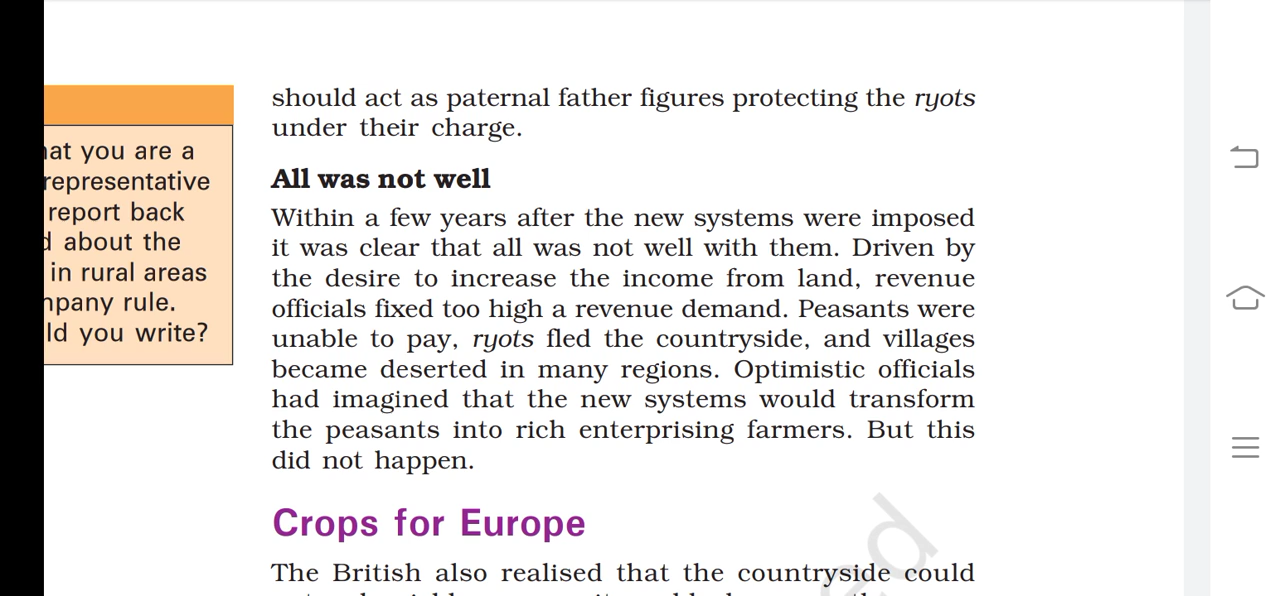 should act as paternal father figures protecting the ryots
under their charge.
All was not well
Within a few years after the new systems were imposed
it was clear that all was not well with them. Driven by
the desire to increase the income from land, revenue
officials fixed too high a revenue demand. Peasants were
unable to pay, ryots fled the countryside, and villages
became deserted in many regions. Optimistic officials
had imagined that the new systems would transform
the peasants into rich enterprising farmers. But this
did not happen.
Crops for Europe
The British also realised that the countryside could
you are a
representative
report back
about the
in rural areas
rule.
you write?